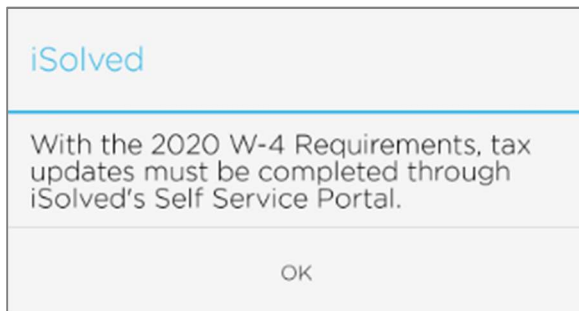 iSolved
With the 2020 W-4 Requirements, tax
updates must be completed through
iSolved's Self Service Portal.
OK